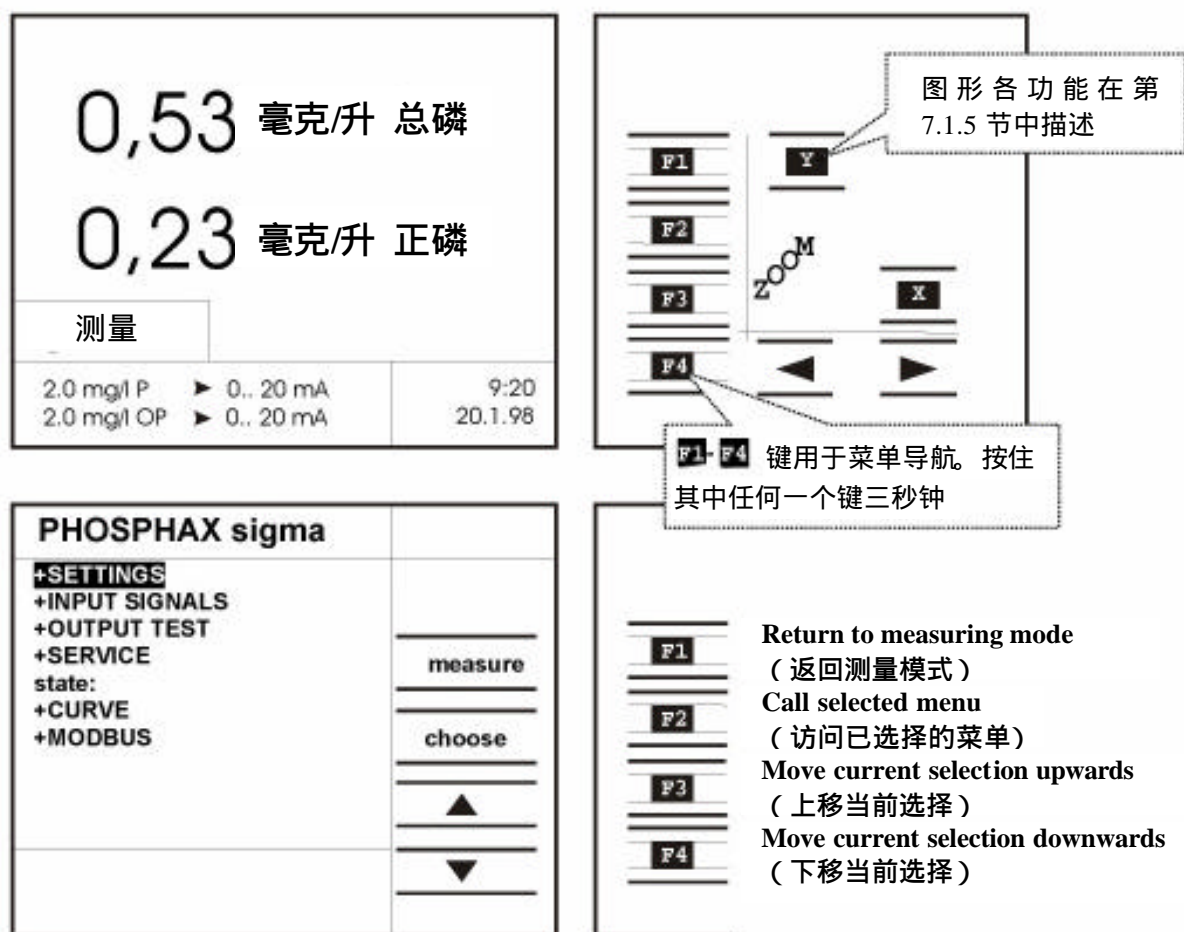 0,53 毫克/升 总磷
0,23 毫克/升 正磷
测量
2.0 mg/l P ► 0.. 20 mA 9:20
2.0 mg/l OP ► 0.. 20 mA 20.1.98
图形各功能在第
7.1.5 节中描述
F1
Y
F2
ZOOM
F3
X
F4
◄ ►
F1-F4 键用于菜单导航。按住
其中任何一个键三秒钟
PHOSPHAX sigma
+SETTINGS
+INPUT SIGNALS
+OUTPUT TEST
+SERVICE
state:
+CURVE
+MODBUS
measure
choose
▲
▼
F1
Return to measuring mode
（返回测量模式）
F2
Call selected menu
（访问已选择的菜单）
F3
Move current selection upwards
（上移当前选择）
F4
Move current selection downwards
（下移当前选择）